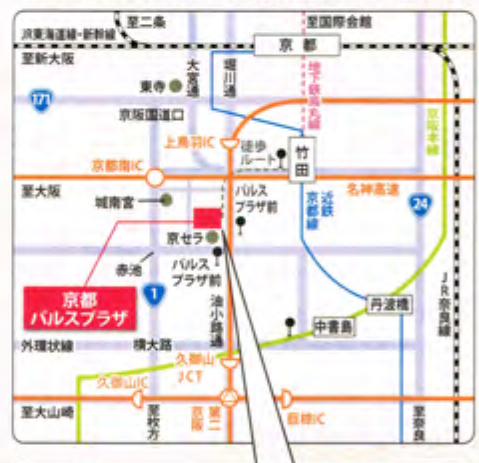 至二条
至国際会館
JR東海道線・新幹線
京都
至新大阪
大宮通
堀川通
地下鉄烏丸線
東寺
171
京阪国道口
上鳥羽IC
徒歩
ルート
竹田
京阪本線
京都南IC
名神高速
至大阪
城南宮
パルス
プラザ前
近鉄
京都線
24
京セラ
赤池
パルス
プラザ前
京都
パルスプラザ
1
油小路通
丹波橋
JR奈良線
中書島
外環状線
横大路
久御山
JCT
久御山IC
至大山崎
至枚方
第二
京阪
巨椋IC
至奈良